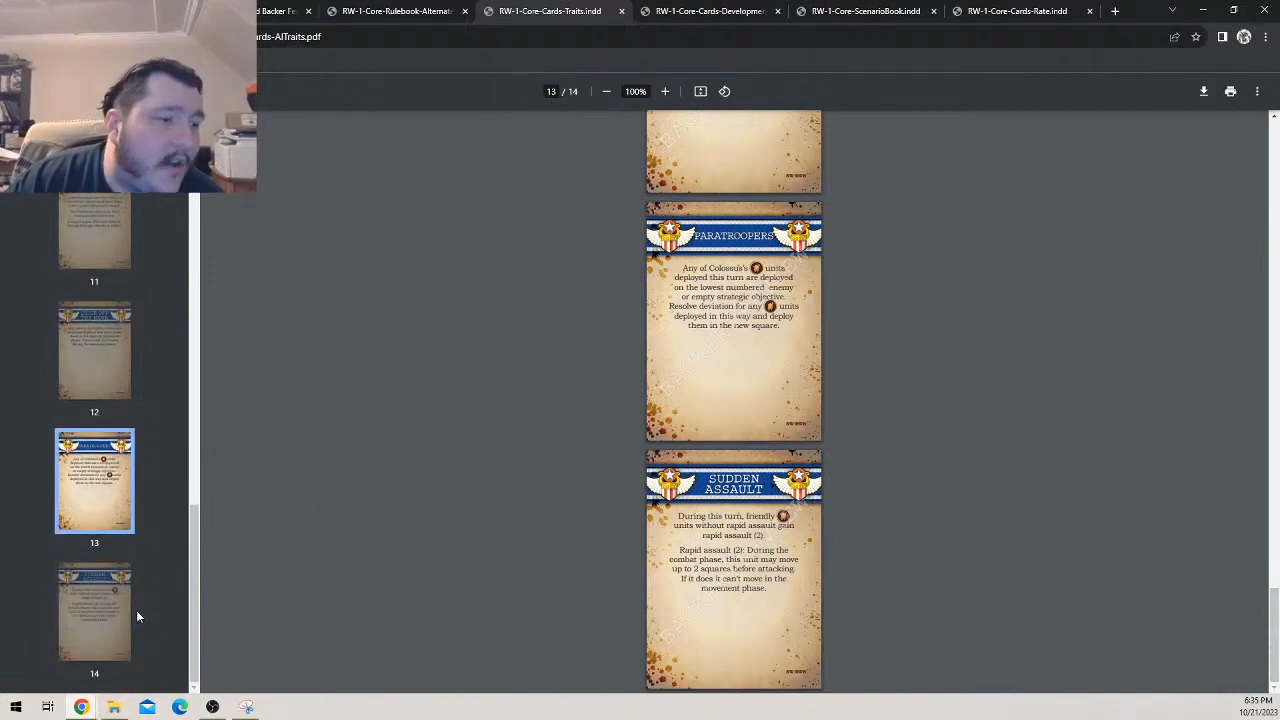 d Backer Fe
RW-1-Core-Rulebook-Alternat
RW-1-Core-Cards-Traits.indd
RW-1-Core-Cards-Developmen
RW-1-Core-ScenarioBook.indd
RW-1-Core-Cards-Rate.indd
ards-AITraits.pdf
13 / 14
100%
11
12
13
14
PARATROOPERS
Any of Colossus's units
deployed this turn are deployed
on the lowest numbered enemy
or empty strategic objective.
Resolve deviation for any units
deployed in this way and deploy
them in the new square.
SUDDEN
ASSAULT
During this turn, friendly
units without rapid assault gain
rapid assault (2).
Rapid assault (2): During the
combat phase, this unit may move
up to 2 squares before attacking.
If it does it can't move in the
movement phase.
6:35 PM
10/21/2023